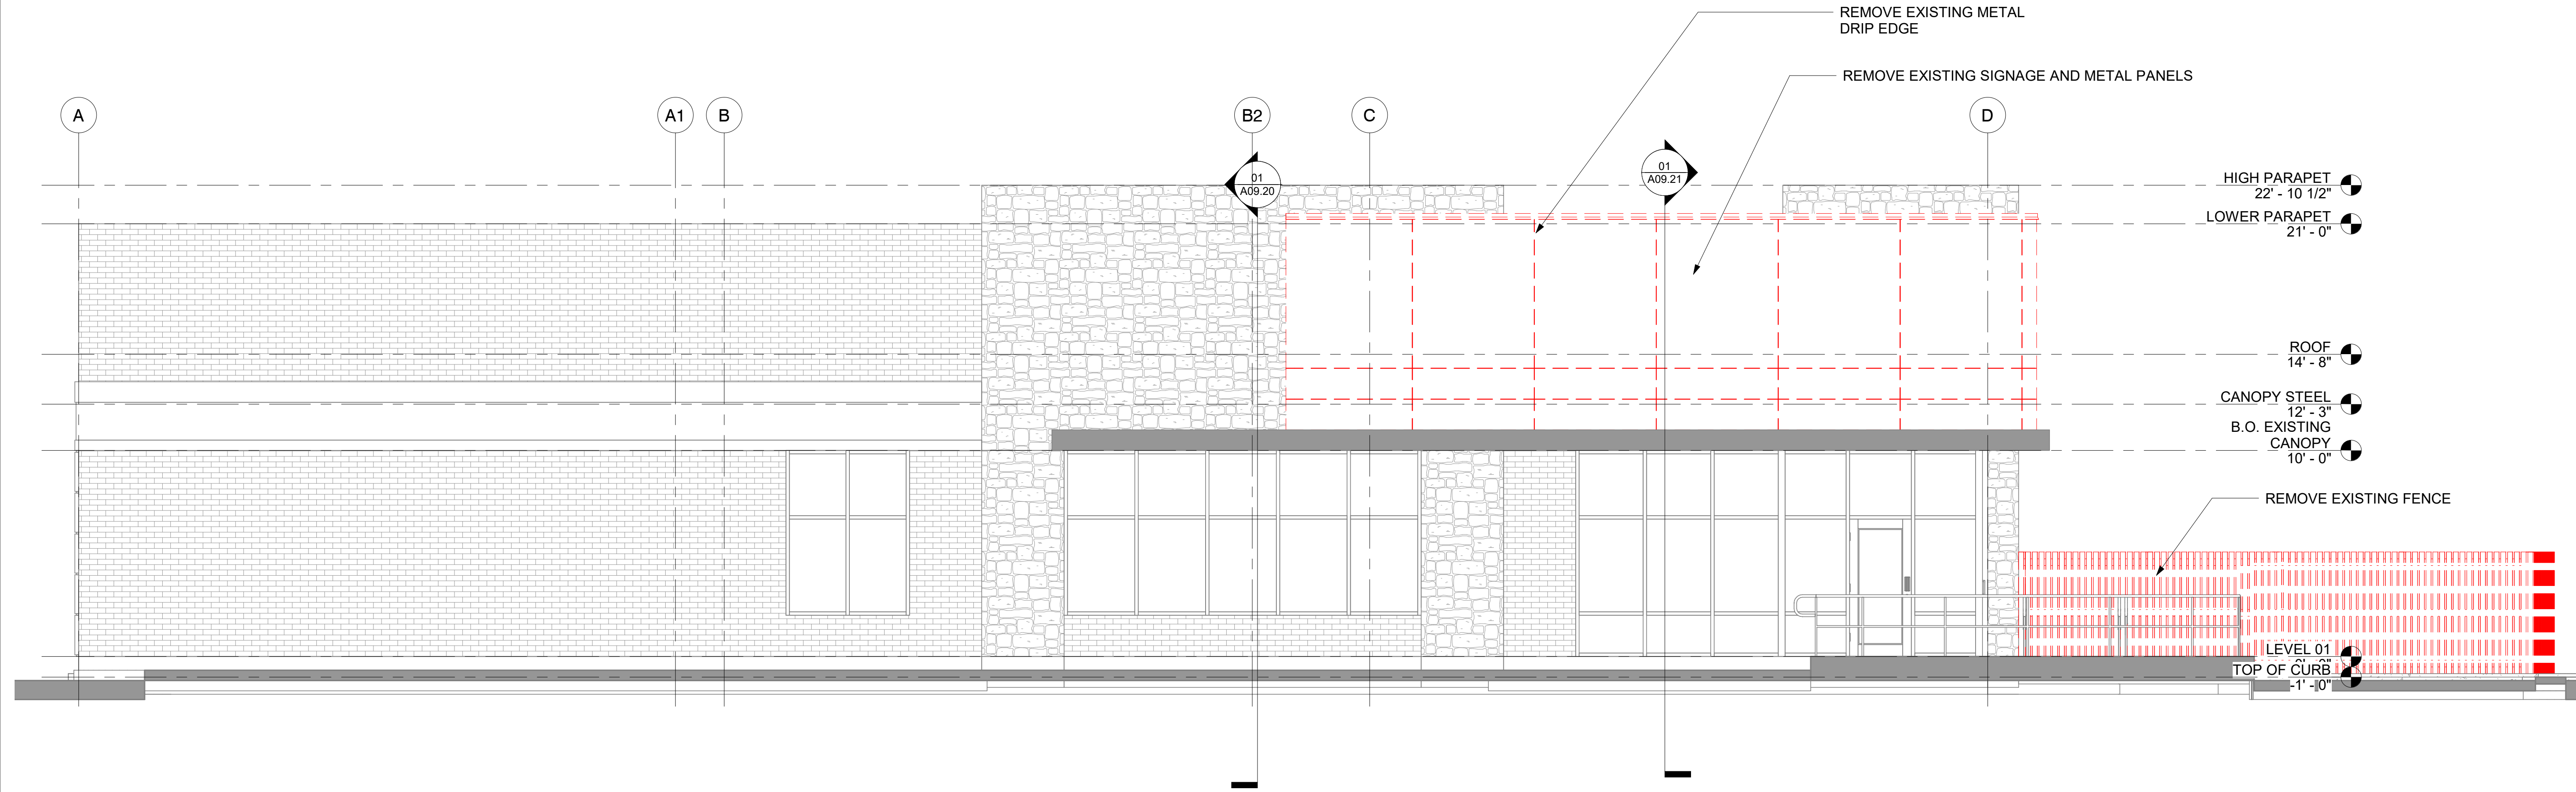 REMOVE EXISTING METAL
DRIP EDGE
REMOVE EXISTING SIGNAGE AND METAL PANELS
A
A1
B
B2
C
D
01
A09.20
01
A09.21
HIGH PARAPET
22' - 10 1/2"
LOWER PARAPET
21' - 0"
ROOF
14' - 8"
CANOPY STEEL
12' - 3"
B.O. EXISTING
CANOPY
10' - 0"
REMOVE EXISTING FENCE
LEVEL 01
TOP OF CURB
-1' - 0"